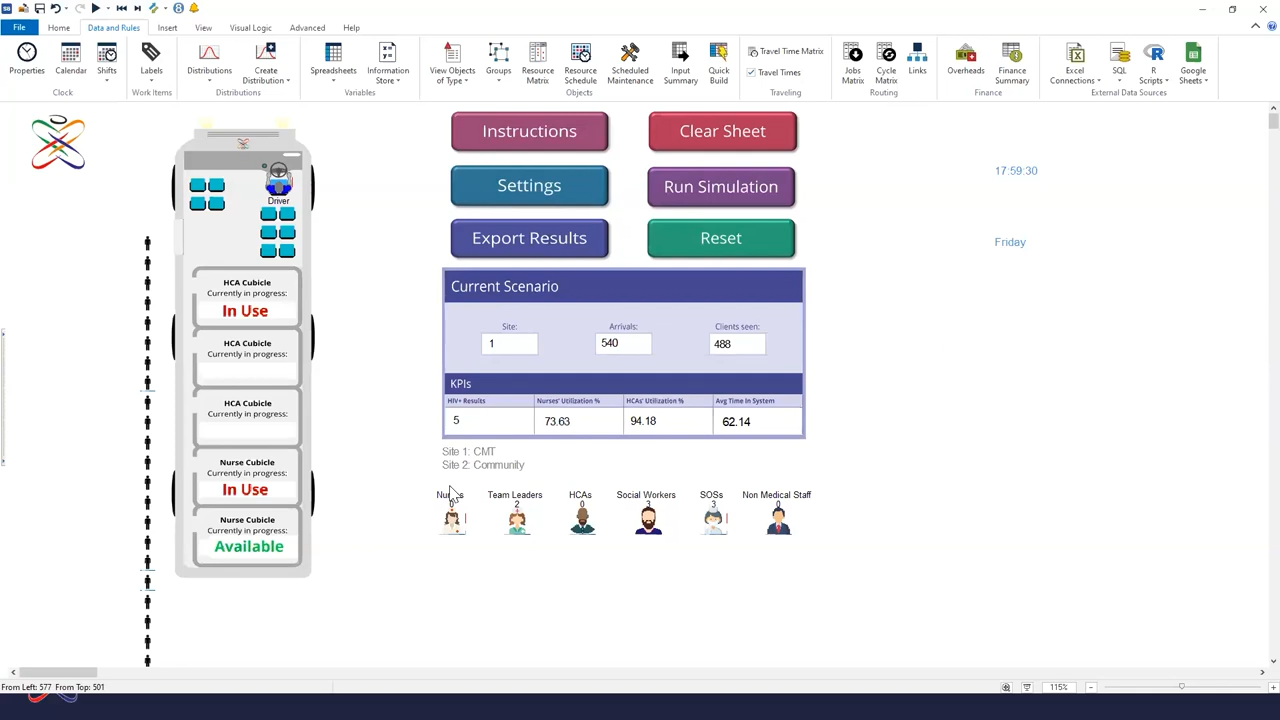 File
Home
Data and Rules
Insert
View
Visual Logic
Advanced
Help
Properties
Calendar
Shifts
Clock
Labels
Work Items
Distributions
Create
Distribution
Distributions
Spreadsheets
Information
Store
Variables
View Objects
of Type
Groups
Resource
Matrix
Resource
Schedule
Scheduled
Maintenance
Input
Summary
Quick
Build
Objects
Travel Time Matrix
Travel Times
Traveling
Jobs
Matrix
Cycle
Matrix
Links
Routing
Overheads
Finance
Summary
Finance
Excel
Connections
SQL
R
Scripts
Google
Sheets
External Data Sources
Driver
HCA Cubicle
Currently in progress:
In Use
HCA Cubicle
Currently in progress:
HCA Cubicle
Currently in progress:
Nurse Cubicle
Currently in progress:
In Use
Nurse Cubicle
Currently in progress:
Available
Instructions
Clear Sheet
Settings
Run Simulation
Export Results
Reset
17:59:30
Friday
Current Scenario
Site: Arrivals: Clients seen:
1 540 488
KPIs
HIV+ Results Nurses' Utilization % HCAs' Utilization % Avg Time In System
5 73.63 94.18 62.14
Site 1: CMT
Site 2: Community
Team Leaders HCAs Social Workers SOSs Non Medical Staff
0 2 0 3 3 0
From Left: 577 From Top: 501
115%